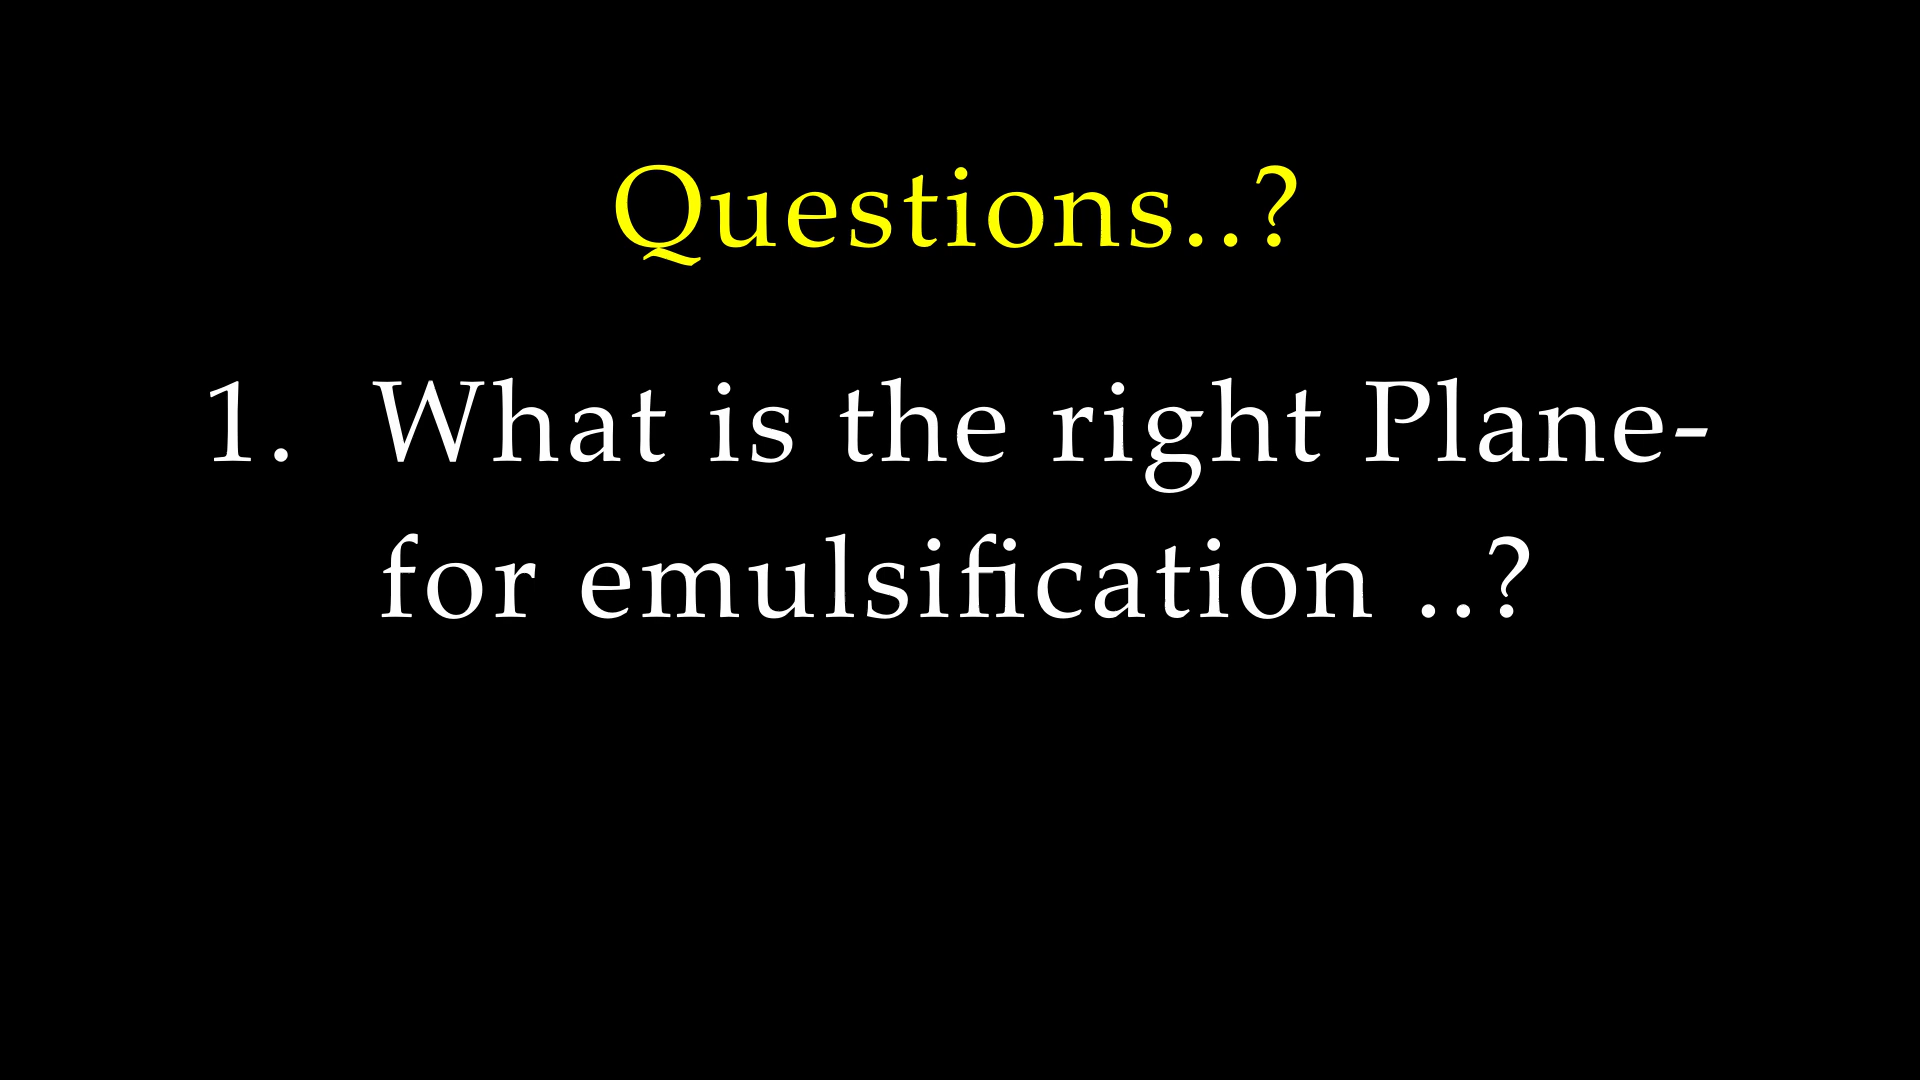 Questions..?
1. What is the right Plane-
for emulsification ..?